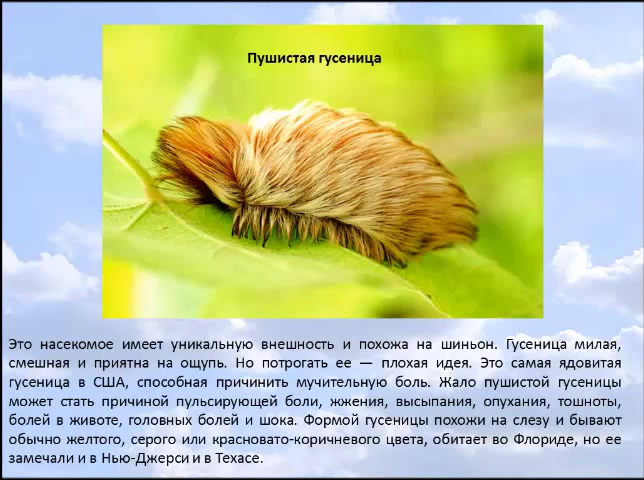 Пушистая гусеница
Это насекомое имеет уникальную внешность и похожа на шиньон. Гусеница милая,
смешная и приятна на ощупь. Но потрогать ее — плохая идея. Это самая ядовитая
гусеница в США, способная причинить мучительную боль. Жало пушистой гусеницы
может стать причиной пульсирующей боли, жжения, высыпания, опухания, тошноты,
болей в животе, головных болей и шока. Формой гусеницы похожи на слезу и бывают
обычно желтого, серого или красновато-коричневого цвета, обитает во Флориде, но ее
замечали и в Нью-Джерси и в Техасе.